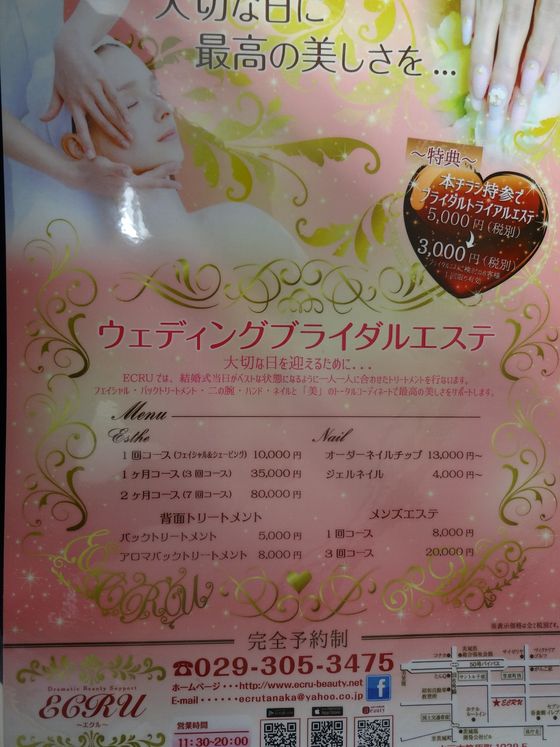 大切な日に
最高の美しさを...
～特典～
本チラシ持参で
ブライダルトライアルエステ
5,000円(税別)
3,000円(税別)
ウェディングブライダルエステ
大切な日を迎えるために...
ECRUでは、結婚式当日がベストな状態になるように一人一人に合わせたトリートメントを行ないます。
フェイシャル・バックトリートメント・二の腕・ハンド・ネイルと「美」のトータルコーディネートで最高の美しさをサポートします。
Menu
Esthe
1回コース(フェイシャル&シェービング) 10,000円
1ヶ月コース(3回コース) 35,000円
2ヶ月コース(7回コース) 80,000円
Nail
オーダーネイルチップ 13,000円～
ジェルネイル 4,000円～
背面トリートメント
バックトリートメント 5,000円
アロマバックトリートメント 8,000円
メンズエステ
1回コース 8,000円
3回コース 20,000円
ECRU
※表示価格は全て税別です。
完全予約制
☎029-305-3475
ホームページ・・・http://www.ecru-beauty.net
E-mail・・・・・・・・ecrutanaka@yahoo.co.jp
Dramatic Beauty Support
ECRU
～エクル～
営業時間
11:30~20:00
50号バイパス
★ECRU